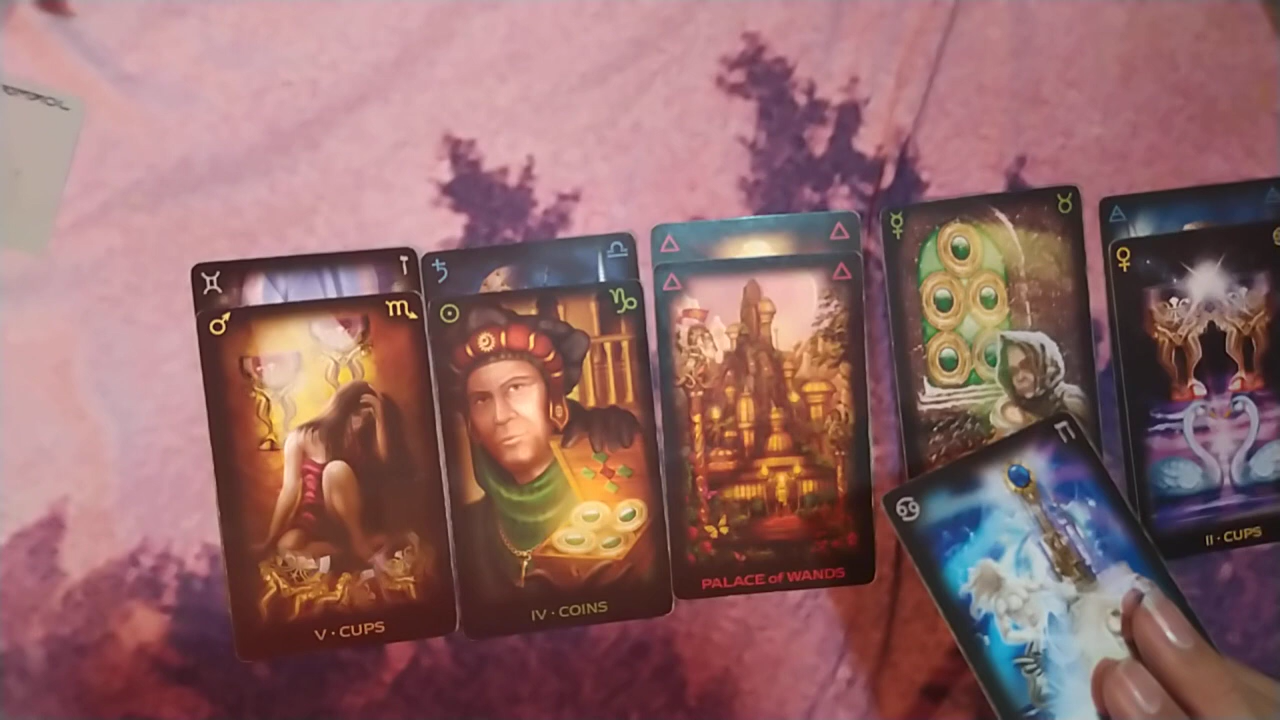 V · CUPS
IV · COINS
PALACE of WANDS
II · CUPS